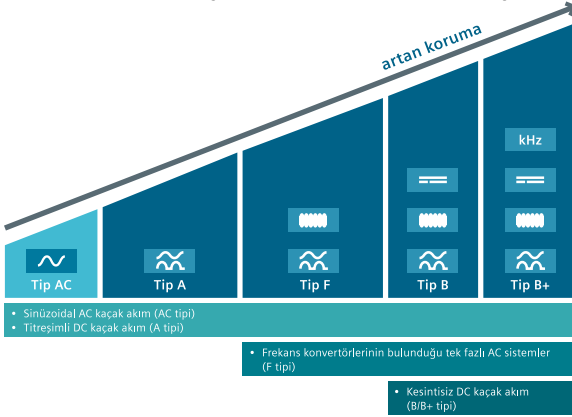 artan koruma
kHz
Tip AC
Tip A
Tip F
Tip B
Tip B+
• Sinüzoidal AC kaçak akım (AC tipi)
• Titreşimli DC kaçak akım (A tipi)
• Frekans konvertörlerinin bulunduğu tek fazlı AC sistemler
(F tipi)
• Kesintisiz DC kaçak akım
(B/B+ tipi)